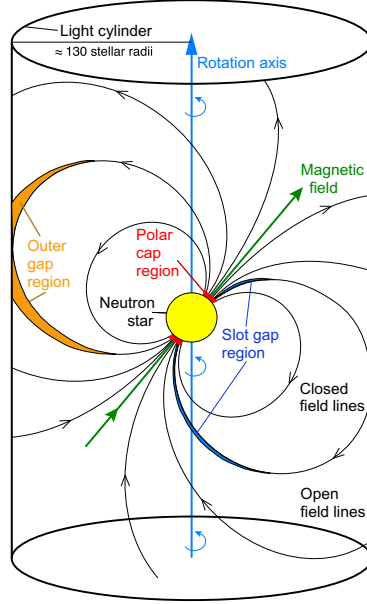 Light cylinder
≈ 130 stellar radii
Rotation axis
Magnetic
field
Polar
cap
region
Outer
gap
region
Neutron
star
Slot gap
region
Closed
field lines
Open
field lines